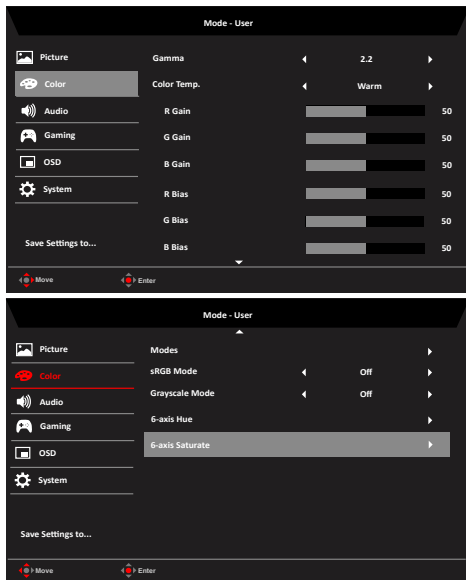 Mode - User
Picture
Gamma 2.2
Color
Color Temp. Warm
Audio
R Gain 50
Gaming
G Gain 50
OSD
B Gain 50
System
R Bias 50
G Bias 50
Save Settings to...
B Bias 50
Move Enter
Mode - User
Picture
Modes
Color
sRGB Mode Off
Audio
Grayscale Mode Off
Gaming
6-axis Hue
OSD
6-axis Saturate
System
Save Settings to...
Move Enter